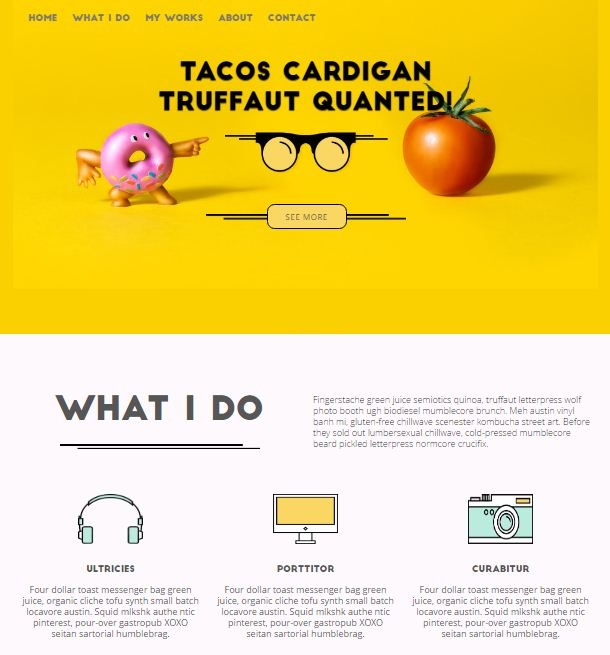 HOME WHAT I DO MY WORKS ABOUT CONTACT
TACOS CARDIGAN
TRUFFAUT QUANTED!
SEE MORE
WHAT I DO
Fingerstache green juice semiotics quinoa, truffaut letterpress wolf
photo booth ugh biodiesel mumblecore brunch. Meh austin vinyl
banh mi, gluten-free chillwave scenester kombucha street art. Before
they sold out lumbersexual chillwave, cold-pressed mumblecore
beard pickled letterpress normcore crucifix.
ULTRICIES
Four dollar toast messenger bag green
juice, organic cliche tofu synth small batch
locavore austin. Squid mlkshk authe ntic
pinterest, pour-over gastropub XOXO
seitan sartorial humblebrag.
PORTTITOR
Four dollar toast messenger bag green
juice, organic cliche tofu synth small batch
locavore austin. Squid mlkshk authe ntic
pinterest, pour-over gastropub XOXO
seitan sartorial humblebrag.
CURABITUR
Four dollar toast messenger bag green
juice, organic cliche tofu synth small batch
locavore austin. Squid mlkshk authe ntic
pinterest, pour-over gastropub XOXO
seitan sartorial humblebrag.